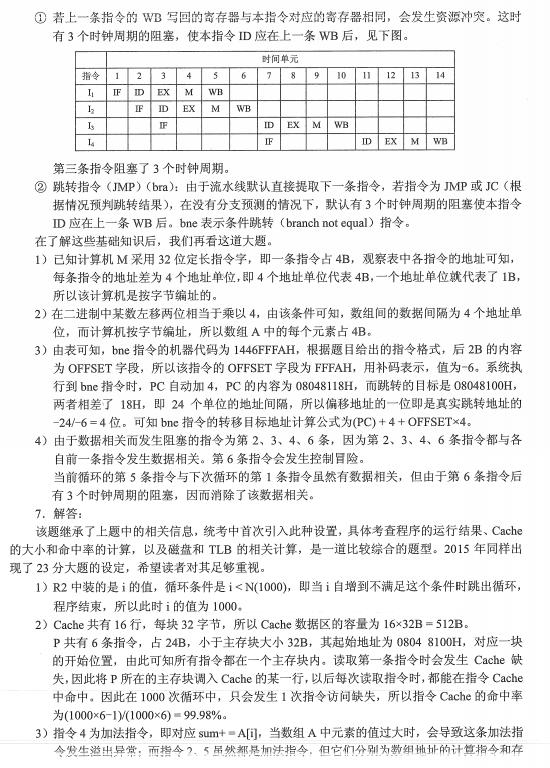 ① 若上一条指令的 WB 写回的寄存器与本指令对应的寄存器相同，会发生资源冲突。这时
有 3 个时钟周期的阻塞，使本指令 ID 应在上一条 WB 后，见下图。
时间单元
指令 1 2 3 4 5 6 7 8 9 10 11 12 13 14
I₁ IF ID EX M WB
I₂ IF ID EX M WB
I₃ IF ID EX M WB
I₄ IF ID EX M WB
第三条指令阻塞了 3 个时钟周期。
② 跳转指令（JMP）（bra）：由于流水线默认直接提取下一条指令，若指令为 JMP 或 JC（根
据情况预判跳转结果），在没有分支预测的情况下，默认有 3 个时钟周期的阻塞使本指令
ID 应在上一条 WB 后。bne 表示条件跳转（branch not equal）指令。
在了解这些基础知识后，我们再看这道大题。
1）已知计算机 M 采用 32 位定长指令字，即一条指令占 4B，观察表中各指令的地址可知，
每条指令的地址差为 4 个地址单位，即 4 个地址单位代表 4B，一个地址单位就代表了 1B，
所以该计算机是按字节编址的。
2）在二进制中某数左移两位相当于乘以 4，由该条件可知，数组间的数据间隔为 4 个地址单
位，而计算机按字节编址，所以数组 A 中的每个元素占 4B。
3）由表可知，bne 指令的机器代码为 1446FFFAH，根据题目给出的指令格式，后 2B 的内容
为 OFFSET 字段，所以该指令的 OFFSET 字段为 FFFAH，用补码表示，值为−6。系统执
行到 bne 指令时，PC 自动加 4，PC 的内容为 08048118H，而跳转的目标是 08048100H，
两者相差了 18H，即 24 个单位的地址间隔，所以偏移地址的一位即是真实跳转地址的
−24/−6 = 4 位。可知 bne 指令的转移目标地址计算公式为(PC) + 4 + OFFSET×4。
4）由于数据相关而发生阻塞的指令为第 2、3、4、6 条，因为第 2、3、4、6 条指令都与各
自前一条指令发生数据相关。第 6 条指令会发生控制冒险。
当前循环的第 5 条指令与下次循环的第 1 条指令虽然有数据相关，但由于第 6 条指令后
有 3 个时钟周期的阻塞，因而消除了该数据相关。
7．解答：
该题继承了上题中的相关信息，统考中首次引入此种设置，具体考查程序的运行结果、Cache
的大小和命中率的计算，以及磁盘和 TLB 的相关计算，是一道比较综合的题型。2015 年同样出
现了 23 分大题的设定，希望读者对其足够重视。
1）R2 中装的是 i 的值，循环条件是 i < N(1000)，即当 i 自增到不满足这个条件时跳出循环，
程序结束，所以此时 i 的值为 1000。
2）Cache 共有 16 行，每块 32 字节，所以 Cache 数据区的容量为 16×32B = 512B。
P 共有 6 条指令，占 24B，小于主存块大小 32B，其起始地址为 0804 8100H，对应一块
的开始位置，由此可知所有指令都在一个主存块内。读取第一条指令时会发生 Cache 缺
失，因此将 P 所在的主存块调入 Cache 的某一行，以后每次读取指令时，都能在指令 Cache
中命中。因此在 1000 次循环中，只会发生 1 次指令访问缺失，所以指令 Cache 的命中率
为(1000×6−1)/(1000×6) = 99.98%。
3）指令 4 为加法指令，即对应 sum+ = A[i]，当数组 A 中元素的值过大时，会导致这条加法指
令发生溢出异常；而指令 2、5 虽然都是加法指令，但它们分别为数组地址的计算指令和存